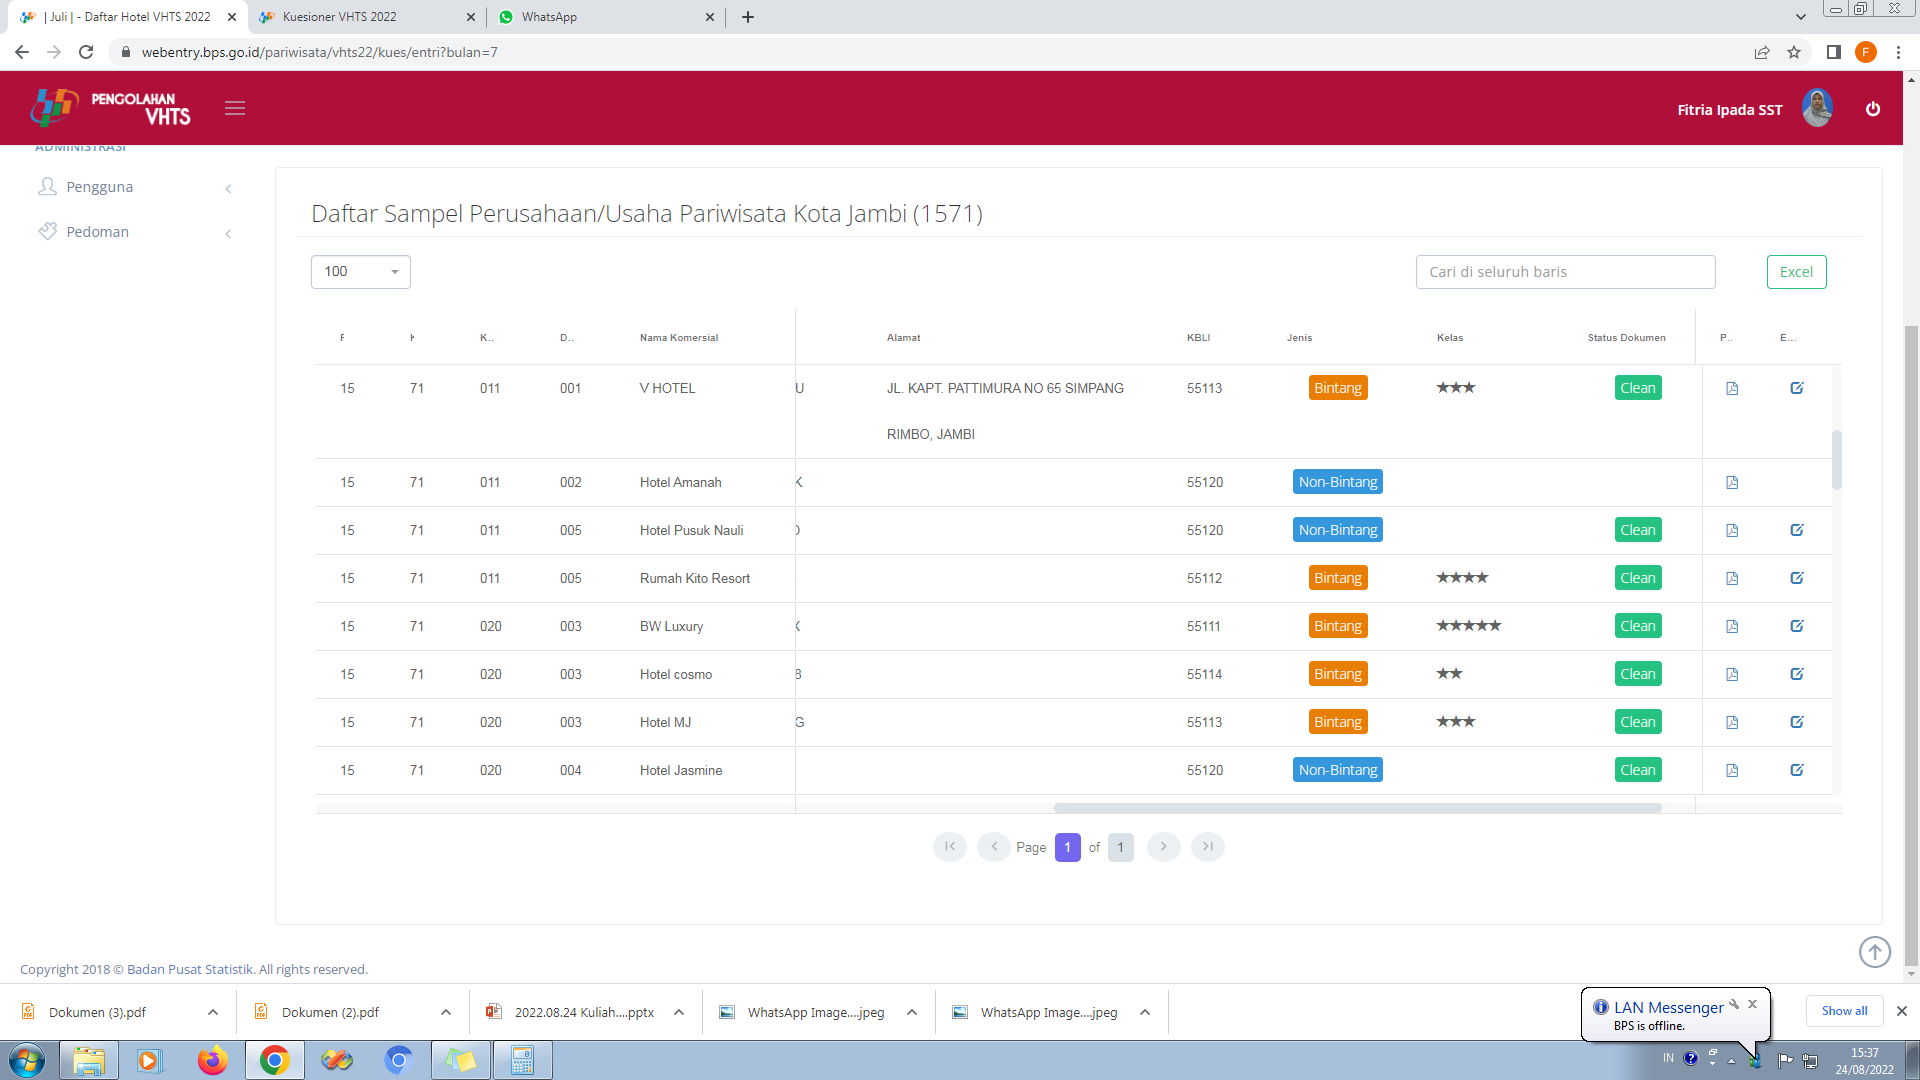 | Juli | - Daftar Hotel VHTS 2022
Kuesioner VHTS 2022
WhatsApp
webentry.bps.go.id/pariwisata/vhts22/kues/entri?bulan=7
F
PENGOLAHAN
VHTS
Fitria Ipada SST
ADMINISTRASI
Pengguna
Pedoman
Daftar Sampel Perusahaan/Usaha Pariwisata Kota Jambi (1571)
100
Cari di seluruh baris
Excel
K.. D.. Nama Komersial Alamat KBLI Jenis Kelas Status Dokumen P.. E...
15 71 011 001 V HOTEL U JL. KAPT. PATTIMURA NO 65 SIMPANG 55113 Bintang ★★★ Clean
RIMBO, JAMBI
15 71 011 002 Hotel Amanah K 55120 Non-Bintang
15 71 011 005 Hotel Pusuk Nauli 55120 Non-Bintang Clean
15 71 011 005 Rumah Kito Resort 55112 Bintang ★★★★ Clean
15 71 020 003 BW Luxury 55111 Bintang ★★★★★ Clean
15 71 020 003 Hotel cosmo 8 55114 Bintang ★★ Clean
15 71 020 003 Hotel MJ G 55113 Bintang ★★★ Clean
15 71 020 004 Hotel Jasmine 55120 Non-Bintang Clean
Page 1 of 1
Copyright 2018 © Badan Pusat Statistik. All rights reserved.
Dokumen (3).pdf
Dokumen (2).pdf
2022.08.24 Kuliah....pptx
WhatsApp Image....jpeg
WhatsApp Image....jpeg
LAN Messenger
BPS is offline.
Show all
IN
15:37
24/08/2022